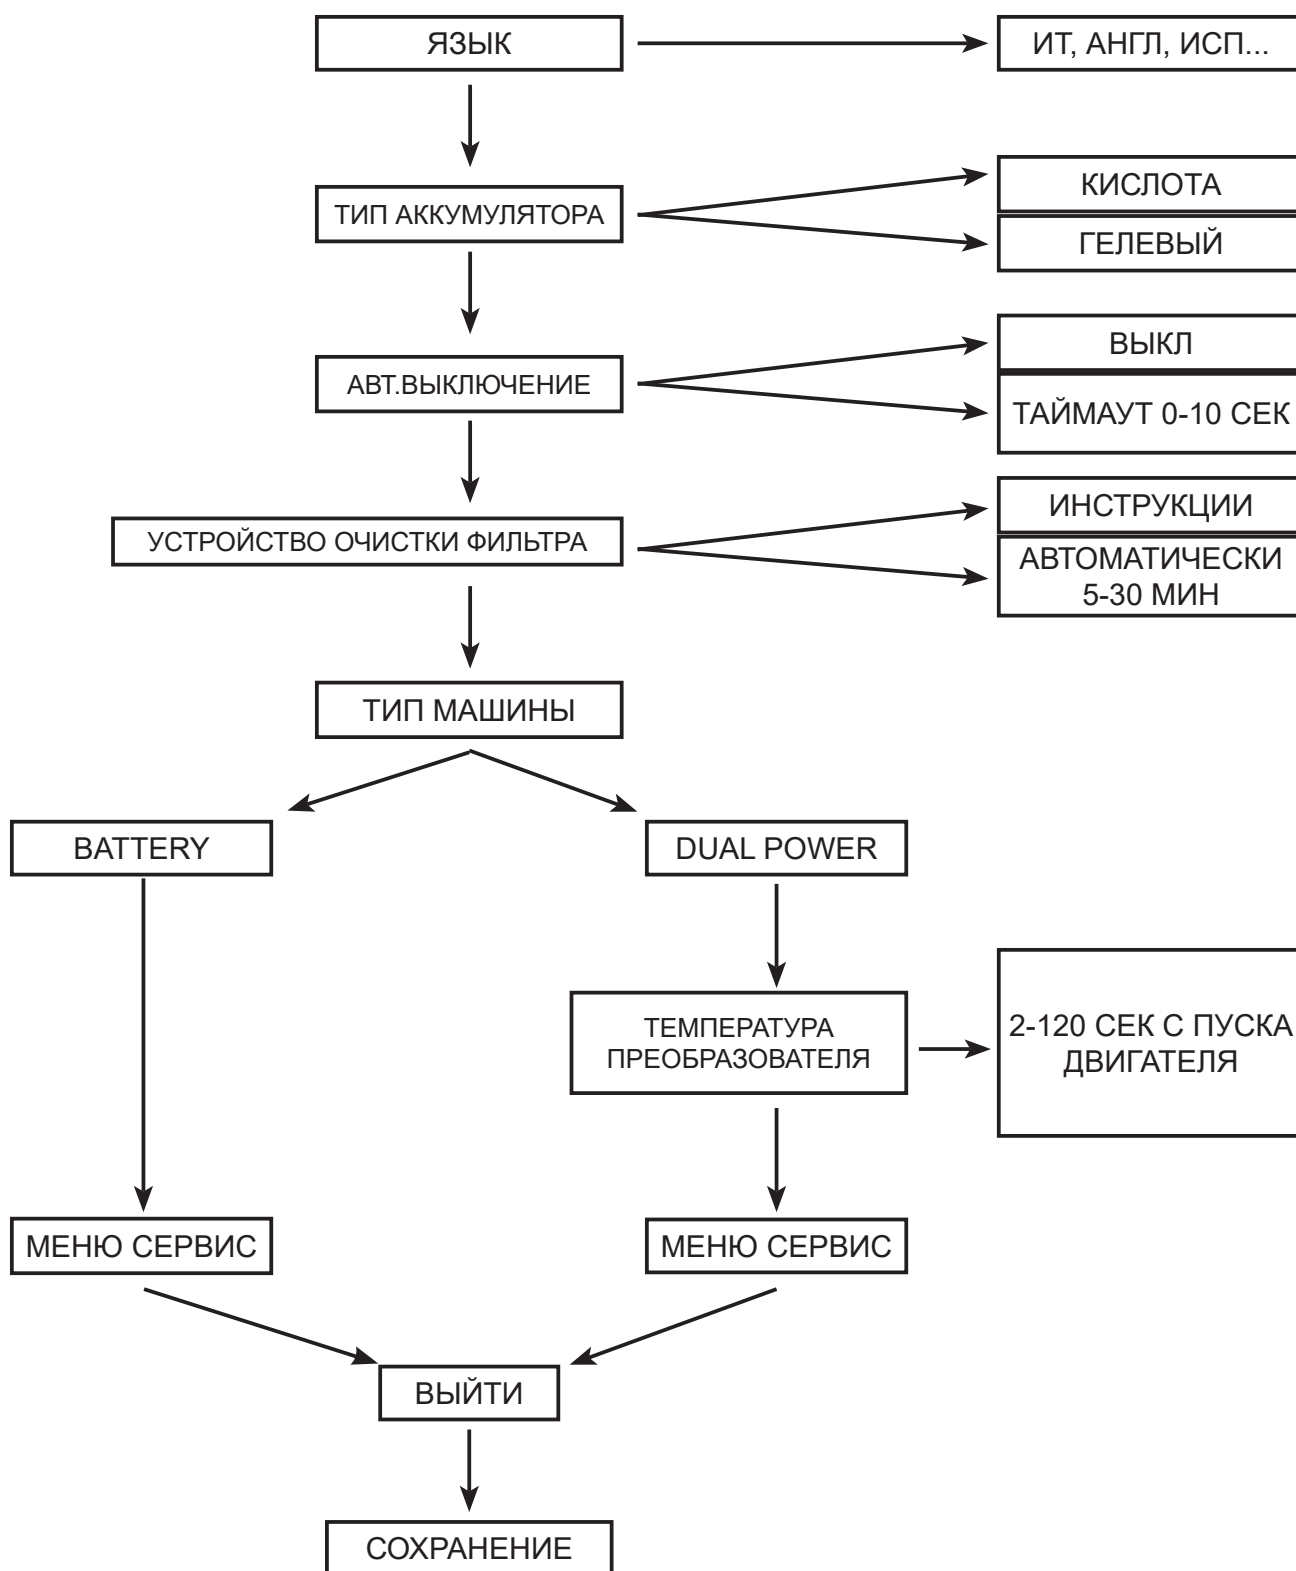 ЯЗЫК
ИТ, АНГЛ, ИСП...
ТИП АККУМУЛЯТОРА
КИСЛОТА
ГЕЛЕВЫЙ
АВТ.ВЫКЛЮЧЕНИЕ
ВЫКЛ
ТАЙМАУТ 0-10 СЕК
УСТРОЙСТВО ОЧИСТКИ ФИЛЬТРА
ИНСТРУКЦИИ
АВТОМАТИЧЕСКИ
5-30 МИН
ТИП МАШИНЫ
BATTERY
DUAL POWER
ТЕМПЕРАТУРА
ПРЕОБРАЗОВАТЕЛЯ
2-120 СЕК С ПУСКА
ДВИГАТЕЛЯ
МЕНЮ СЕРВИС
МЕНЮ СЕРВИС
ВЫЙТИ
СОХРАНЕНИЕ